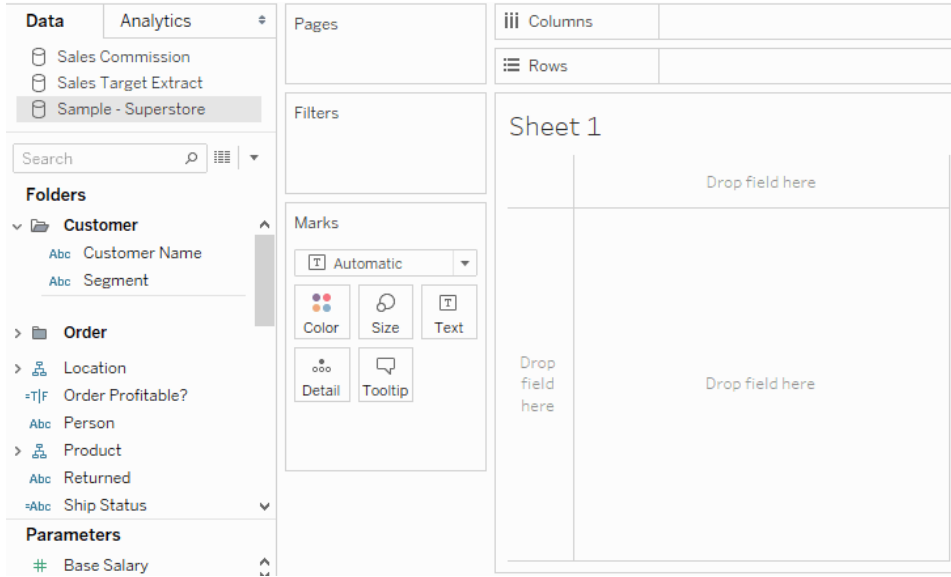 Data
Analytics
Sales Commission
Sales Target Extract
Sample - Superstore
Search
Folders
Customer
Abc Customer Name
Abc Segment
Order
Location
=T|F Order Profitable?
Abc Person
Product
Abc Returned
=Abc Ship Status
Parameters
# Base Salary
Pages
Filters
Marks
T Automatic
Color
Size
T
Text
Detail
Tooltip
Columns
Rows
Sheet 1
Drop field here
Drop
field
here
Drop field here